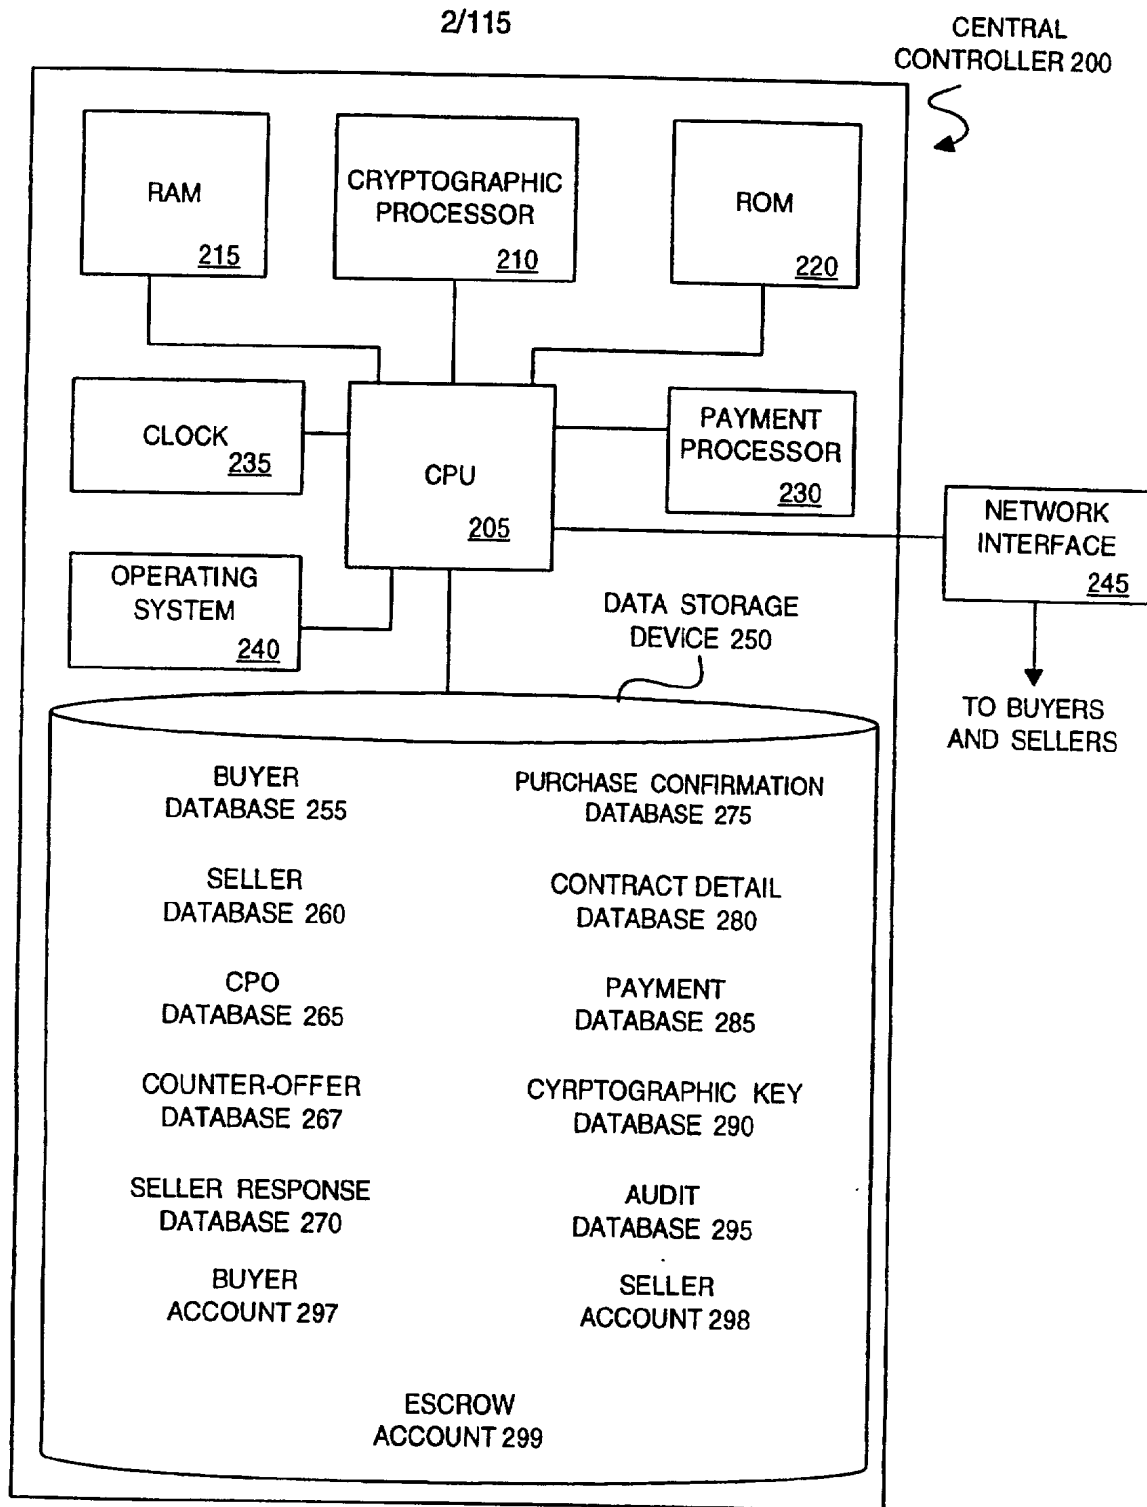 2/115
CENTRAL
CONTROLLER 200
RAM
215
CRYPTOGRAPHIC
PROCESSOR
210
ROM
220
CLOCK
235
CPU
205
PAYMENT
PROCESSOR
230
NETWORK
INTERFACE
245
OPERATING
SYSTEM
240
DATA STORAGE
DEVICE 250
TO BUYERS
AND SELLERS
BUYER
DATABASE 255
PURCHASE CONFIRMATION
DATABASE 275
SELLER
DATABASE 260
CONTRACT DETAIL
DATABASE 280
CPO
DATABASE 265
PAYMENT
DATABASE 285
COUNTER-OFFER
DATABASE 267
CYRPTOGRAPHIC KEY
DATABASE 290
SELLER RESPONSE
DATABASE 270
AUDIT
DATABASE 295
BUYER
ACCOUNT 297
SELLER
ACCOUNT 298
ESCROW
ACCOUNT 299